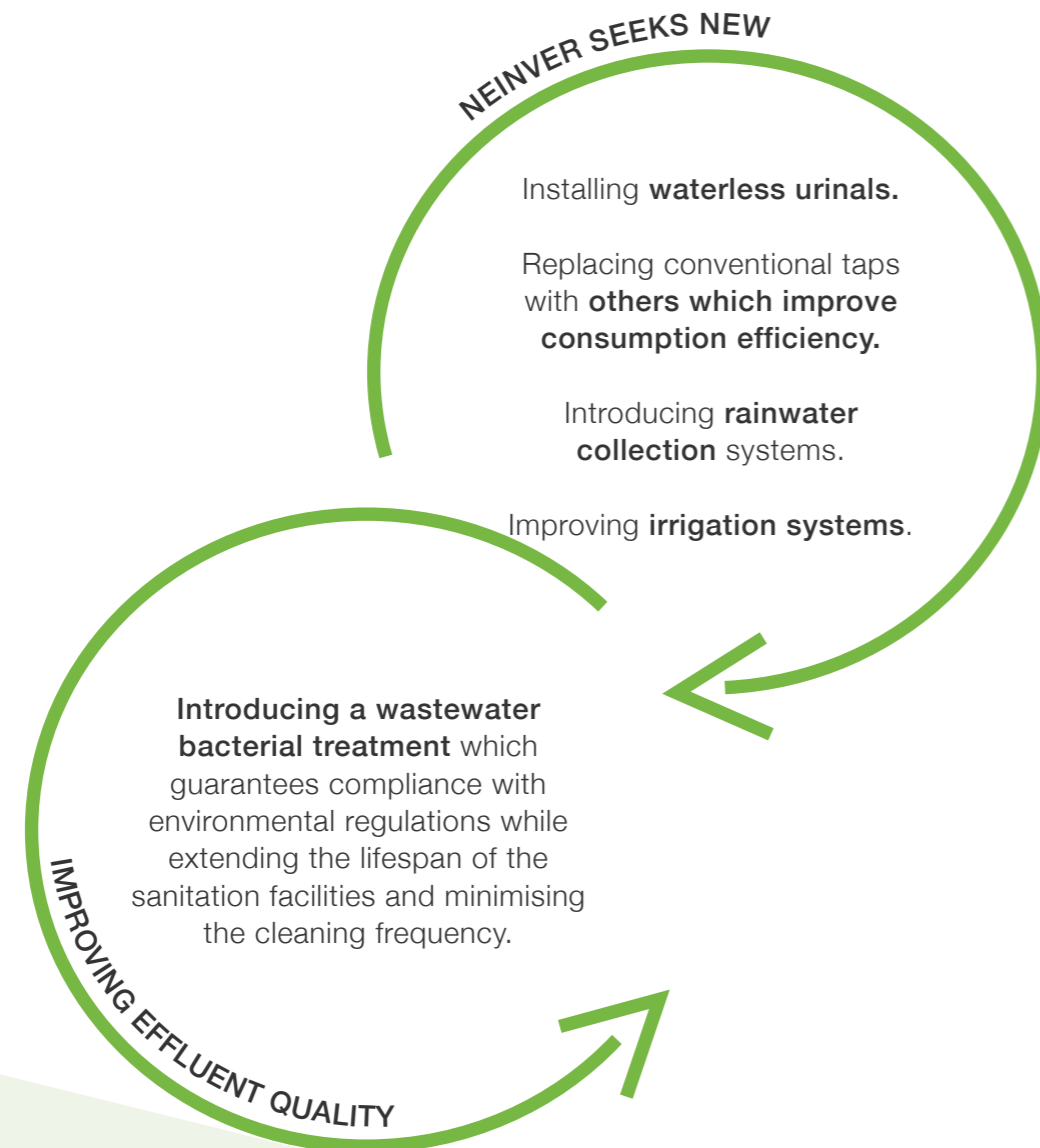 NEINVER SEEKS NEW
Installing waterless urinals.
Replacing conventional taps
with others which improve
consumption efficiency.
Introducing rainwater
collection systems.
Improving irrigation systems.
Introducing a wastewater
bacterial treatment which
guarantees compliance with
environmental regulations while
extending the lifespan of the
sanitation facilities and minimising
the cleaning frequency.
IMPROVING EFFLUENT QUALITY